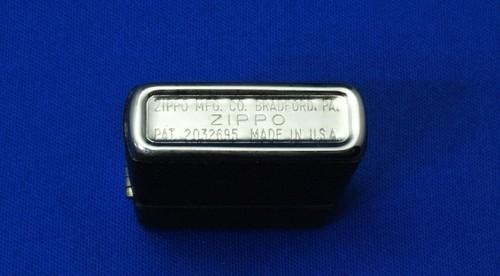 ZIPPO MFG. CO. BRADFORD. PA.
ZIPPO
PAT. 2032695 MADE IN U.S.A.